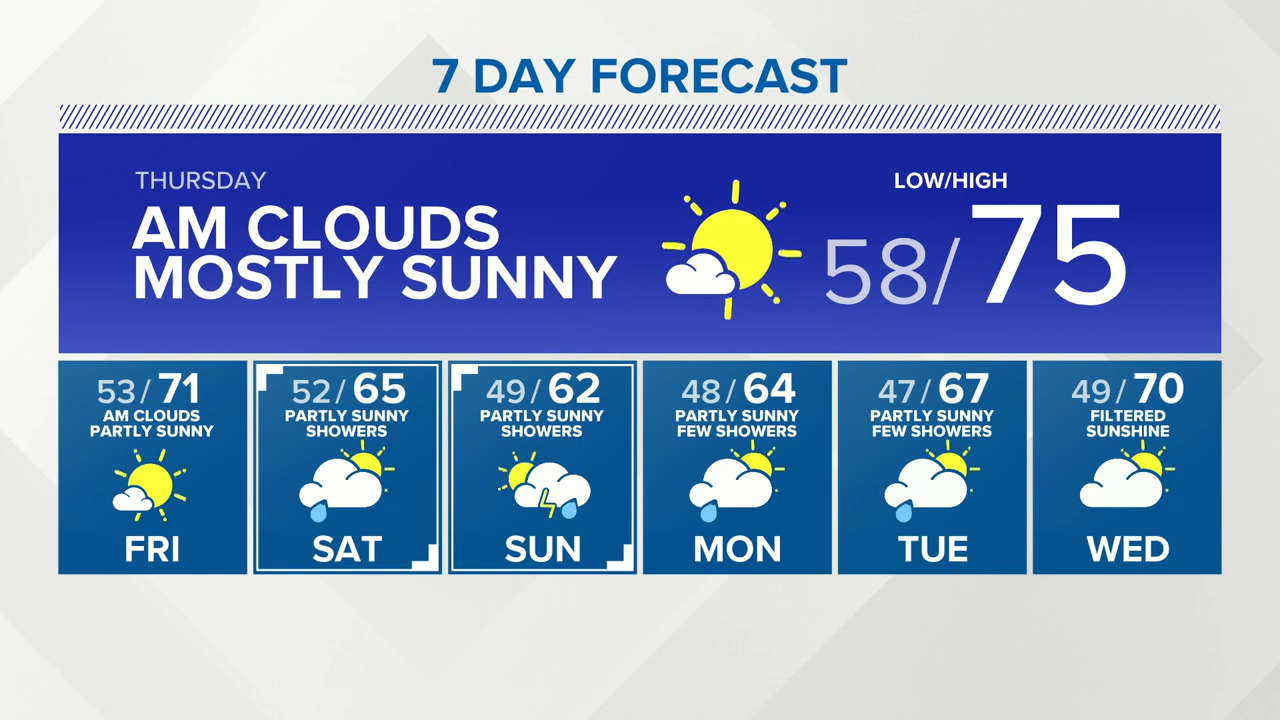 7 DAY FORECAST
THURSDAY
AM CLOUDS
MOSTLY SUNNY
LOW/HIGH
58/75
53/71
AM CLOUDS
PARTLY SUNNY
FRI
52/65
PARTLY SUNNY
SHOWERS
SAT
49/62
PARTLY SUNNY
SHOWERS
SUN
48/64
PARTLY SUNNY
FEW SHOWERS
MON
47/67
PARTLY SUNNY
FEW SHOWERS
TUE
49/70
FILTERED
SUNSHINE
WED